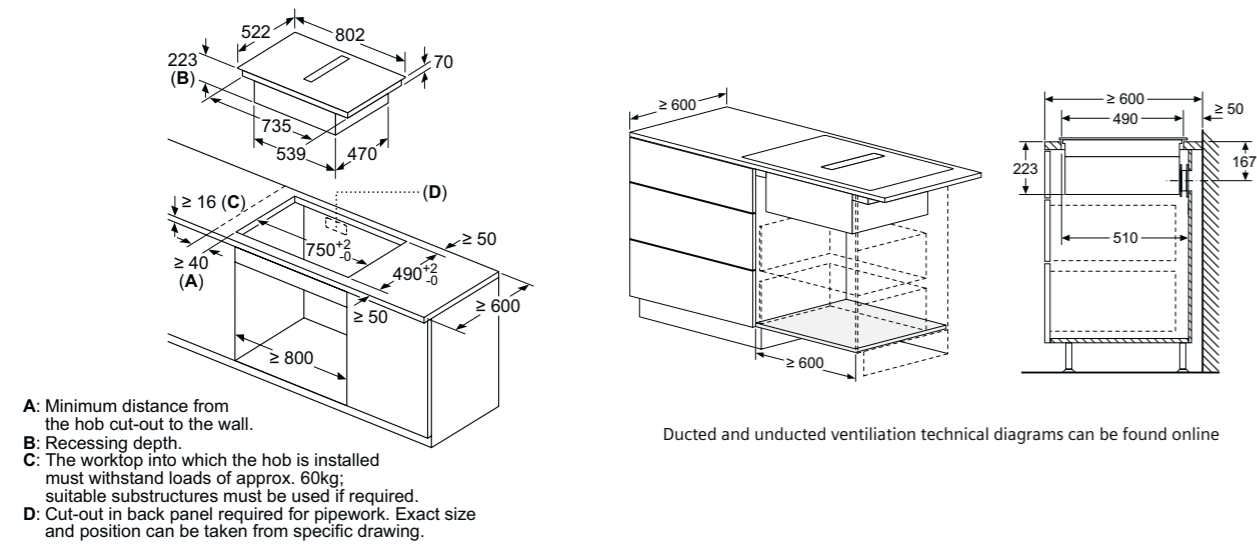 522
802
223
(B)
70
735
539
470
(D)
≥ 16 (C)
≥ 50
750+2-0
490+2-0
≥ 40
(A)
≥ 50
≥ 600
≥ 800
A: Minimum distance from
the hob cut-out to the wall.
B: Recessing depth.
C: The worktop into which the hob is installed
must withstand loads of approx. 60kg;
suitable substructures must be used if required.
D: Cut-out in back panel required for pipework. Exact size
and position can be taken from specific drawing.
≥ 600
≥ 600
≥ 600
≥ 50
490
223
167
510
Ducted and unducted ventiliation technical diagrams can be found online